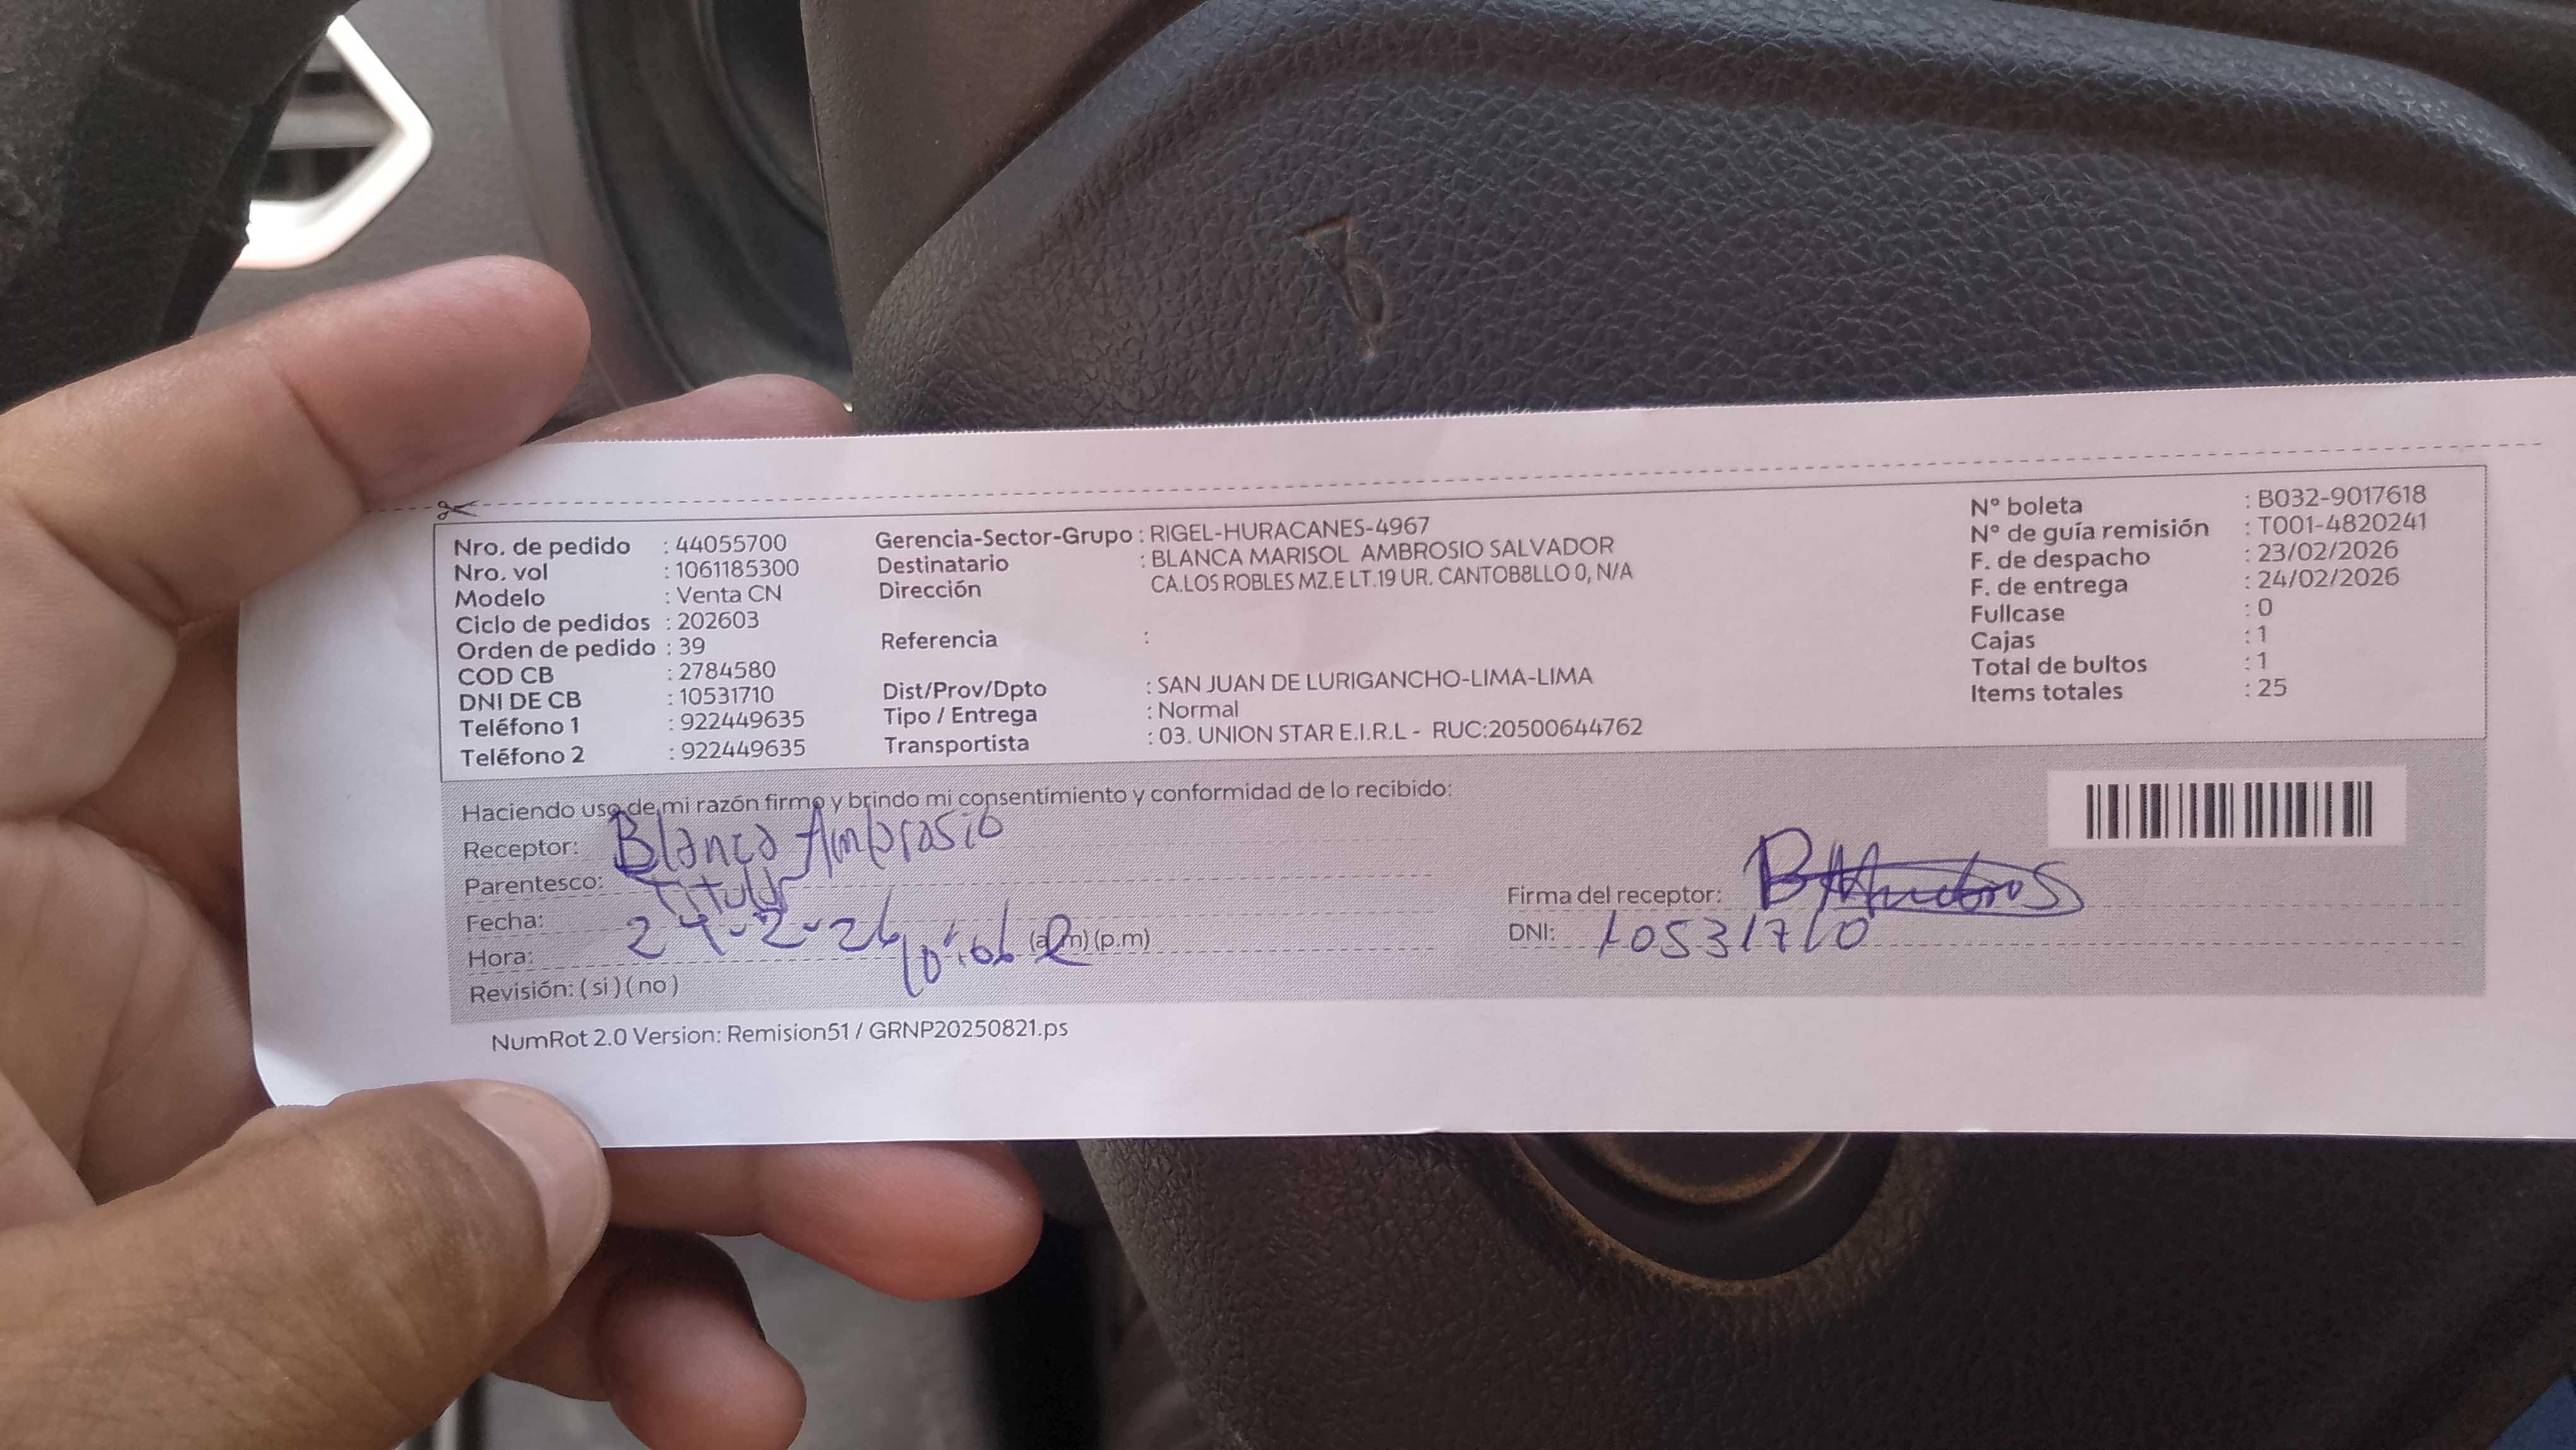 Nro. de pedido : 44055700
Nro. vol : 1061185300
Modelo : Venta CN
Ciclo de pedidos : 202603
Orden de pedido : 39
COD CB : 2784580
DNI DE CB : 10531710
Teléfono 1 : 922449635
Teléfono 2 : 922449635
Gerencia-Sector-Grupo : RIGEL-HURACANES-4967
Destinatario : BLANCA MARISOL AMBROSIO SALVADOR
Dirección CA.LOS ROBLES MZ.E LT.19 UR. CANTOB8LLO 0, N/A
Referencia :
Dist/Prov/Dpto : SAN JUAN DE LURIGANCHO-LIMA-LIMA
Tipo / Entrega : Normal
Transportista : 03. UNION STAR E.I.R.L - RUC:20500644762
N° boleta : B032-9017618
N° de guía remisión : T001-4820241
F. de despacho : 23/02/2026
F. de entrega : 24/02/2026
Fullcase : 0
Cajas : 1
Total de bultos : 1
Items totales : 25
Haciendo uso de mi razón firmo y brindo mi consentimiento y conformidad de lo recibido:
Receptor: Blanca Ambrosio
Parentesco: Titular
Fecha: 24-2-26
Hora: 10:06 (a.m) (p.m)
Revisión: (si) (no)
Firma del receptor:
DNI: 10531710
NumRot 2.0 Version: Remision51 / GRNP20250821.ps